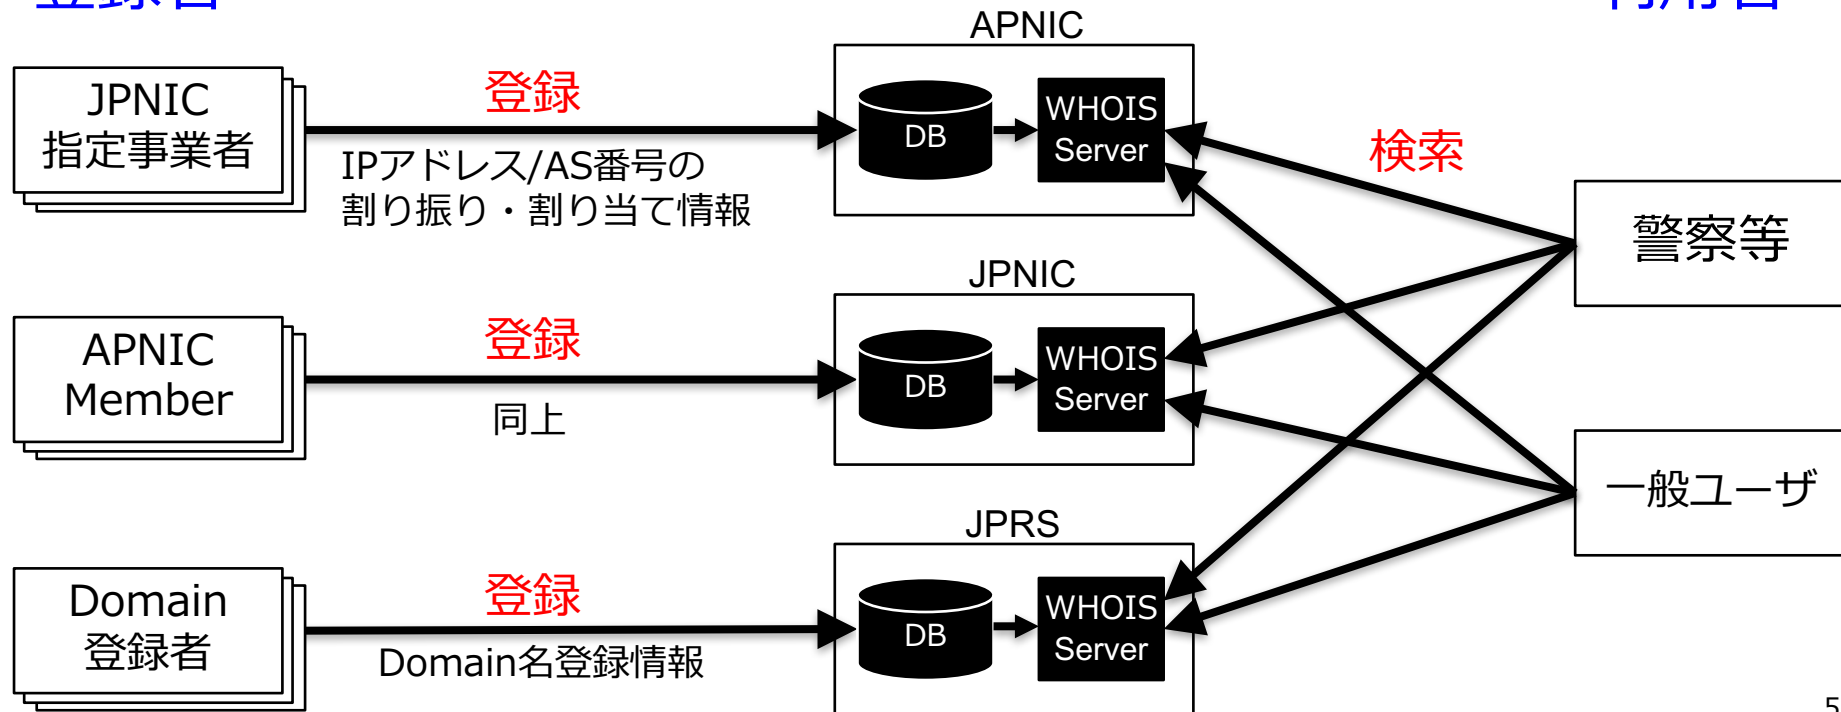 APNIC
JPNIC
指定事業者
登録
IPアドレス/AS番号の
割り振り・割り当て情報
DB
WHOIS
Server
検索
警察等
JPNIC
APNIC
Member
登録
同上
DB
WHOIS
Server
一般ユーザ
JPRS
Domain
登録者
登録
Domain名登録情報
DB
WHOIS
Server
5